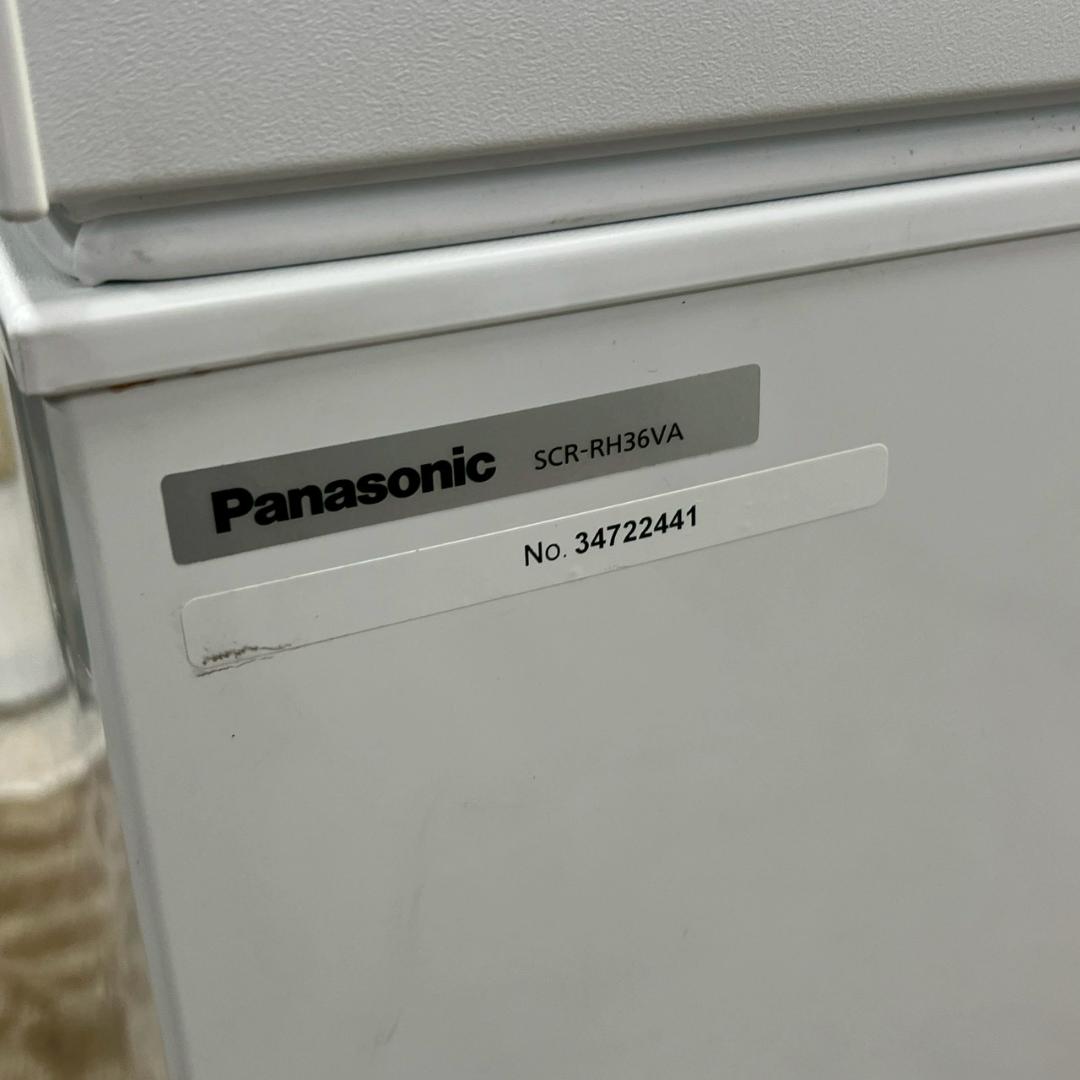 Panasonic SCR-RH36VA
No. 34722441